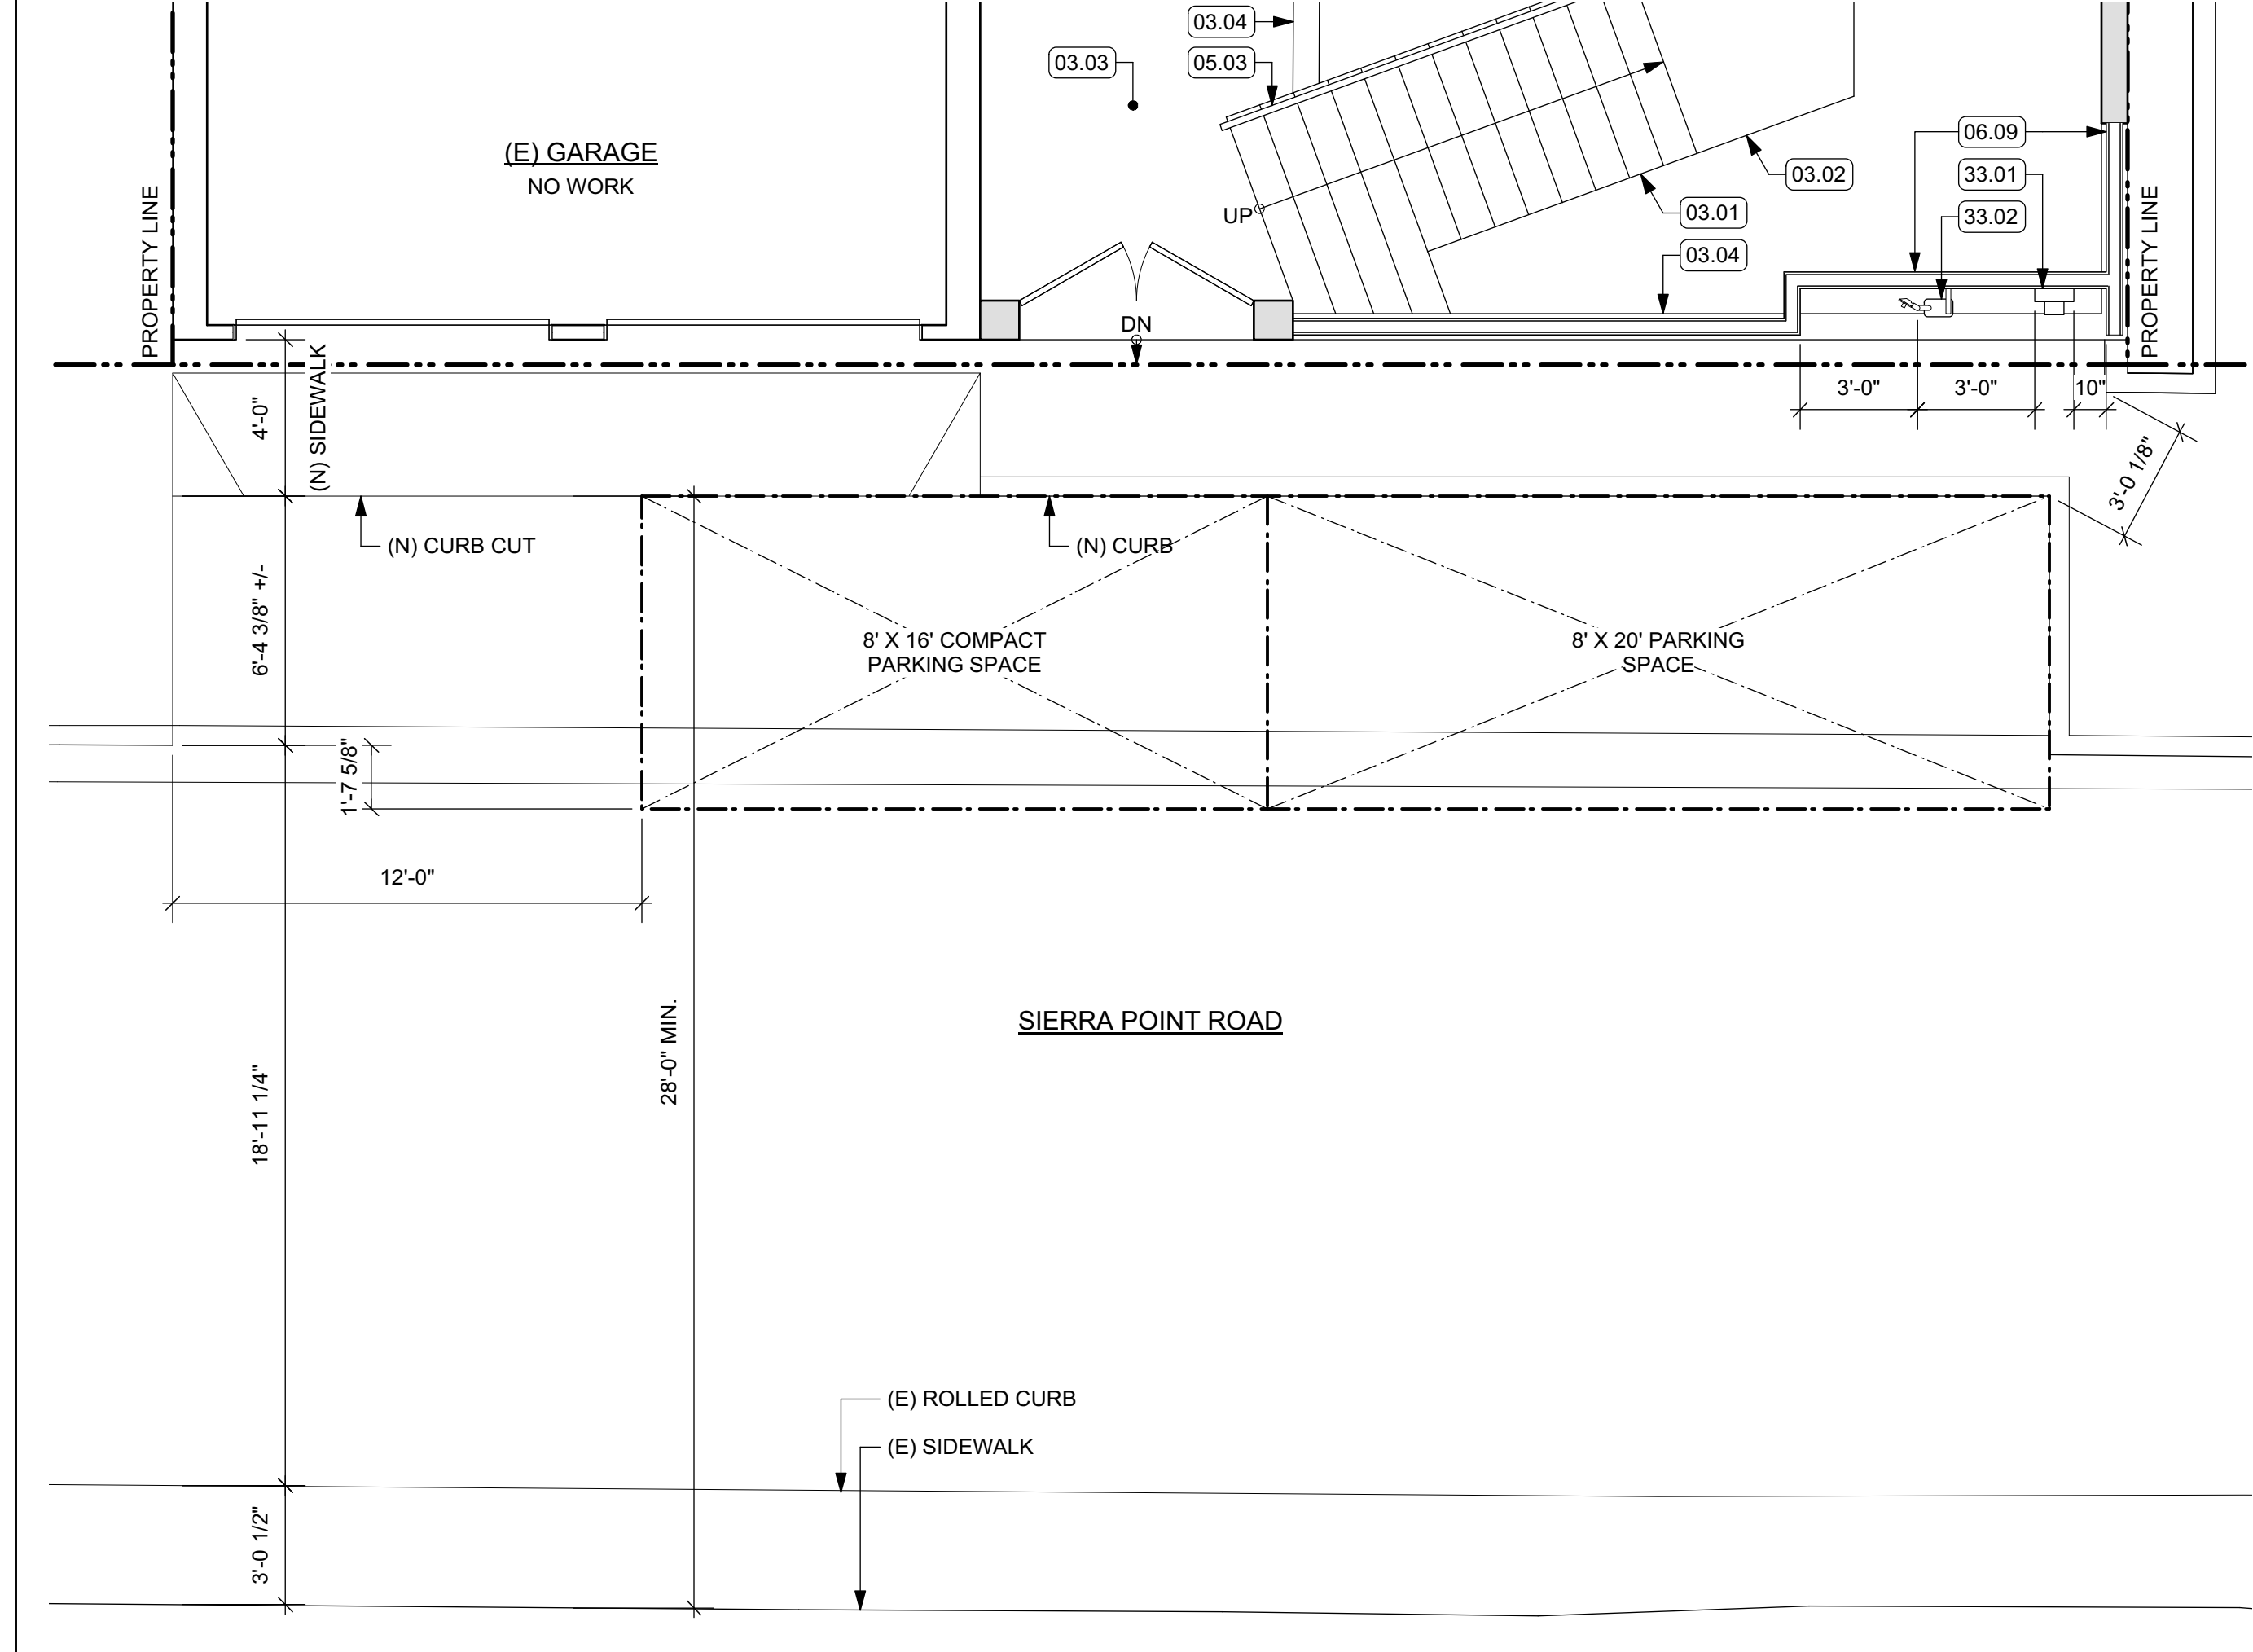 03.04
03.03
05.03
06.09
(E) GARAGE
NO WORK
03.02
33.01
03.01
33.02
UP
03.04
PROPERTY LINE
PROPERTY LINE
DN
4'-0"
(N) SIDEWALK
3'-0"
3'-0"
10"
3'-0 1/8"
(N) CURB CUT
(N) CURB
6'-4 3/8" +/-
8' X 16' COMPACT
PARKING SPACE
8' X 20' PARKING
SPACE
1'-7 5/8"
12'-0"
SIERRA POINT ROAD
28'-0" MIN.
18'-11 1/4"
(E) ROLLED CURB
(E) SIDEWALK
3'-0 1/2"